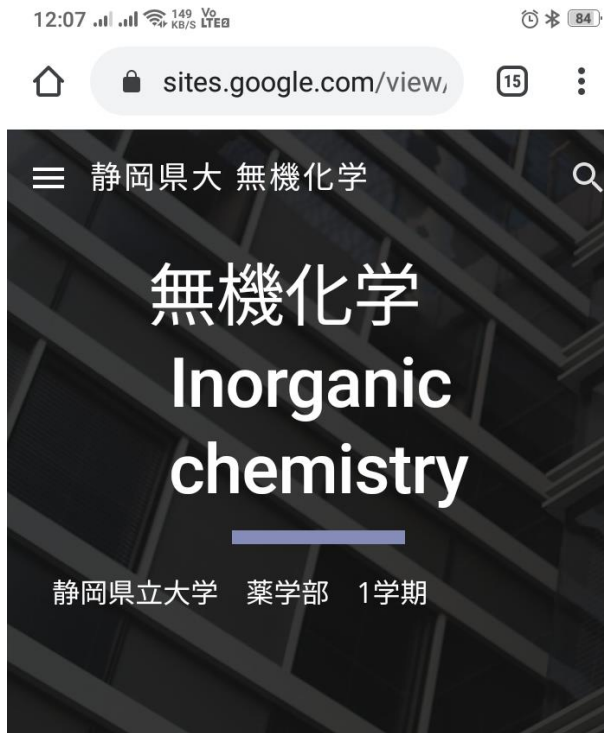 12:07 149 KB/S Vo LTE2 84
sites.google.com/view/ 15
静岡県大 無機化学
無機化学
Inorganic
chemistry
静岡県立大学 薬学部 1学期